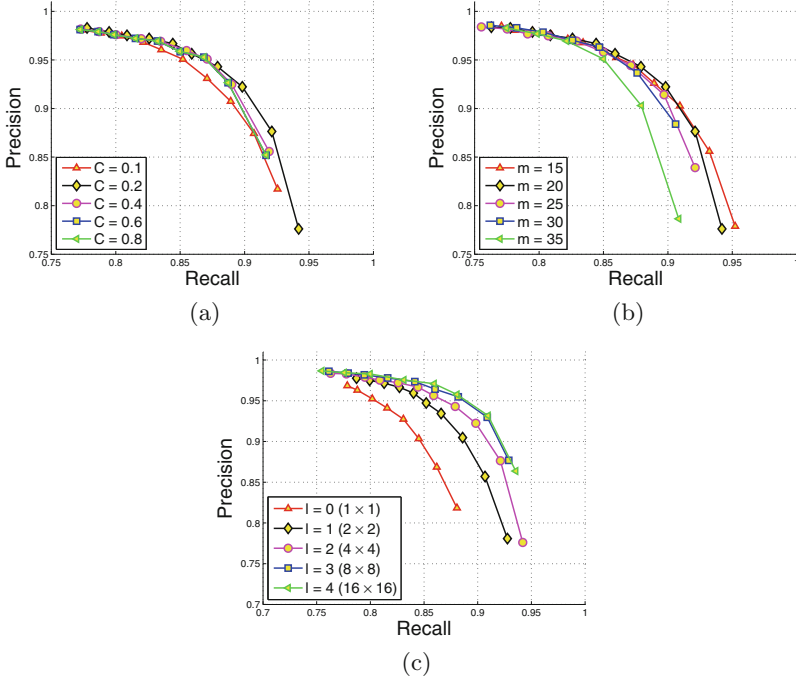 1
0.95
0.9
0.85
0.8
0.75
0.75
0.8
0.85
0.9
0.95
1
Precision
Recall
C = 0.1
C = 0.2
C = 0.4
C = 0.6
C = 0.8
(a)
1
0.95
0.9
0.85
0.8
0.75
0.75
0.8
0.85
0.9
0.95
1
Precision
Recall
m = 15
m = 20
m = 25
m = 30
m = 35
(b)
1
0.95
0.9
0.85
0.8
0.75
0.7
0.7
0.75
0.8
0.85
0.9
0.95
1
Precision
Recall
l = 0 (1 × 1)
l = 1 (2 × 2)
l = 2 (4 × 4)
l = 3 (8 × 8)
l = 4 (16 × 16)
(c)